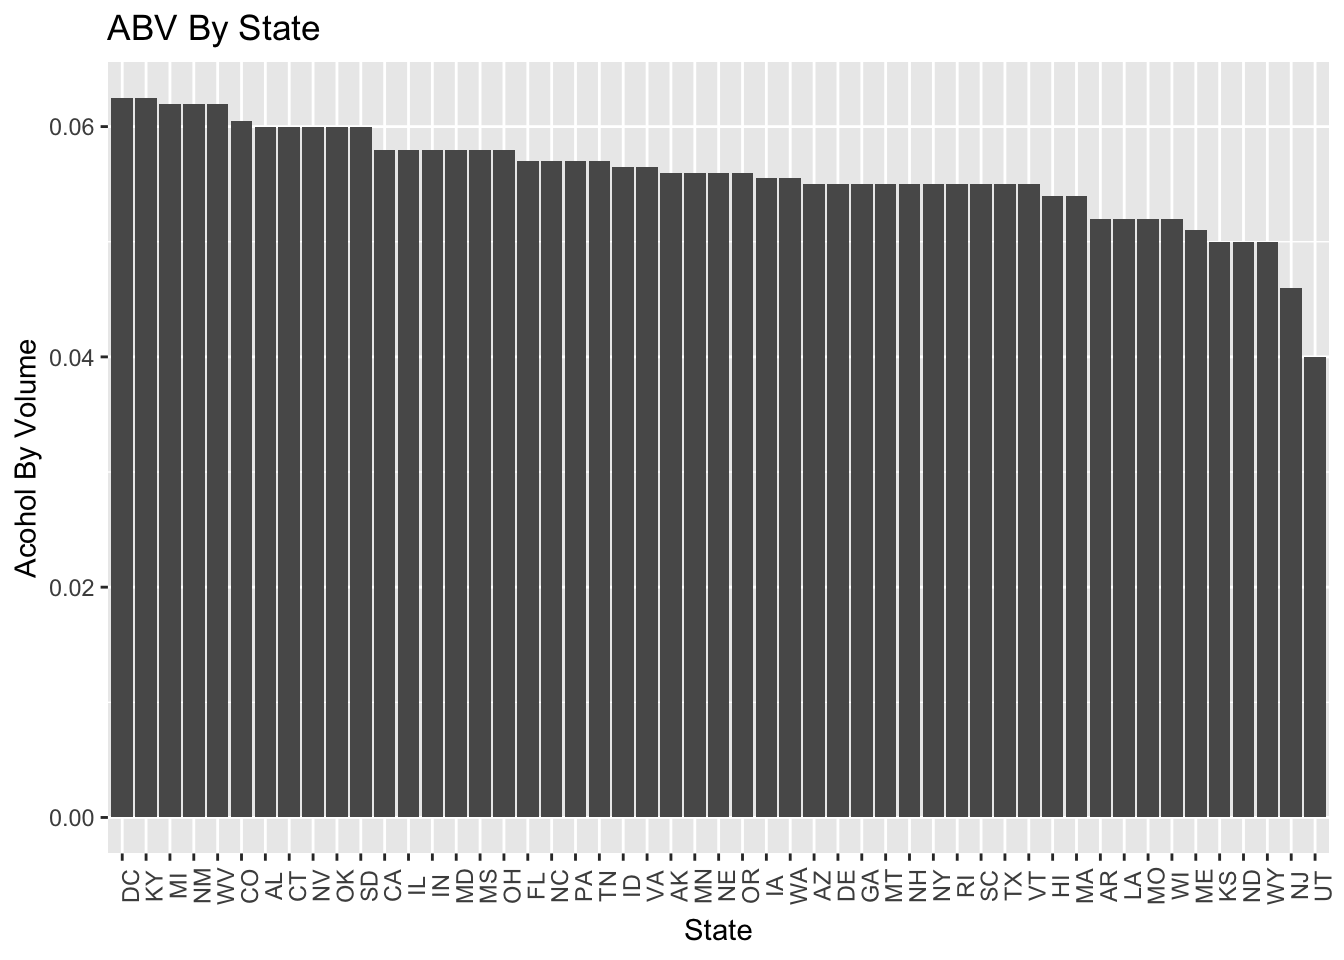 ABV By State
Acohol By Volume
0.06
0.04
0.02
0.00
DC KY MI NM WV CO AL CT NV OK SD CA IL IN MD MS OH FL NC PA TN ID VA AK MN NE OR IA WA AZ DE GA MT NH NY RI SC TX VT HI MA AR LA MO WI ME KS ND WY NJ UT
State